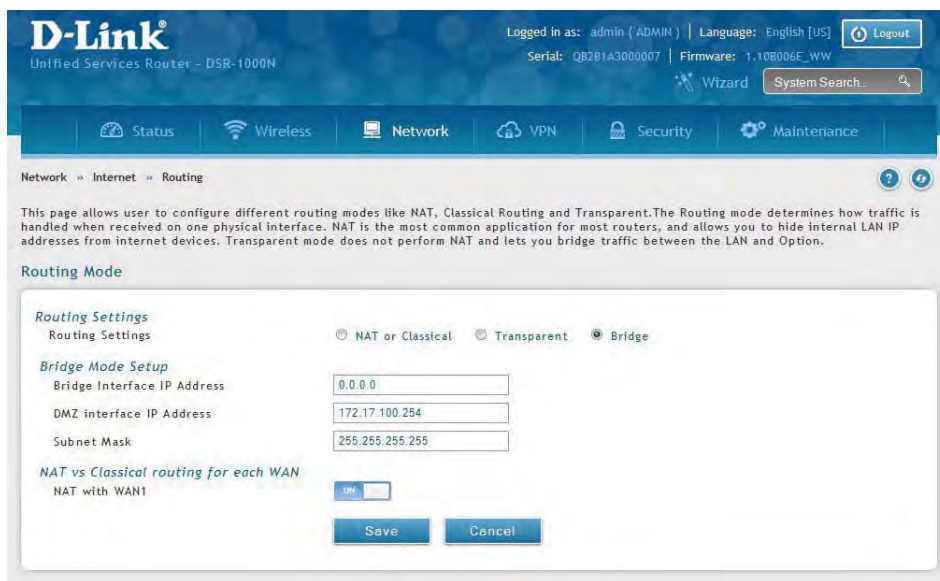 D-Link®
Unified Services Router - DSR-1000N
Logged in as: admin ( ADMIN ) | Language: English [US]
Logout
Serial: QB2B1A3000007 | Firmware: 1.10B006E_WW
Wizard
System Search...
Status
Wireless
Network
VPN
Security
Maintenance
Network » Internet » Routing
This page allows user to configure different routing modes like NAT, Classical Routing and Transparent.The Routing mode determines how traffic is
handled when received on one physical interface. NAT is the most common application for most routers, and allows you to hide internal LAN IP
addresses from internet devices. Transparent mode does not perform NAT and lets you bridge traffic between the LAN and Option.
Routing Mode
Routing Settings
Routing Settings NAT or Classical Transparent Bridge
Bridge Mode Setup
Bridge Interface IP Address 0.0.0.0
DMZ interface IP Address 172.17.100.254
Subnet Mask 255.255.255.255
NAT vs Classical routing for each WAN
NAT with WAN1 ON
Save Cancel